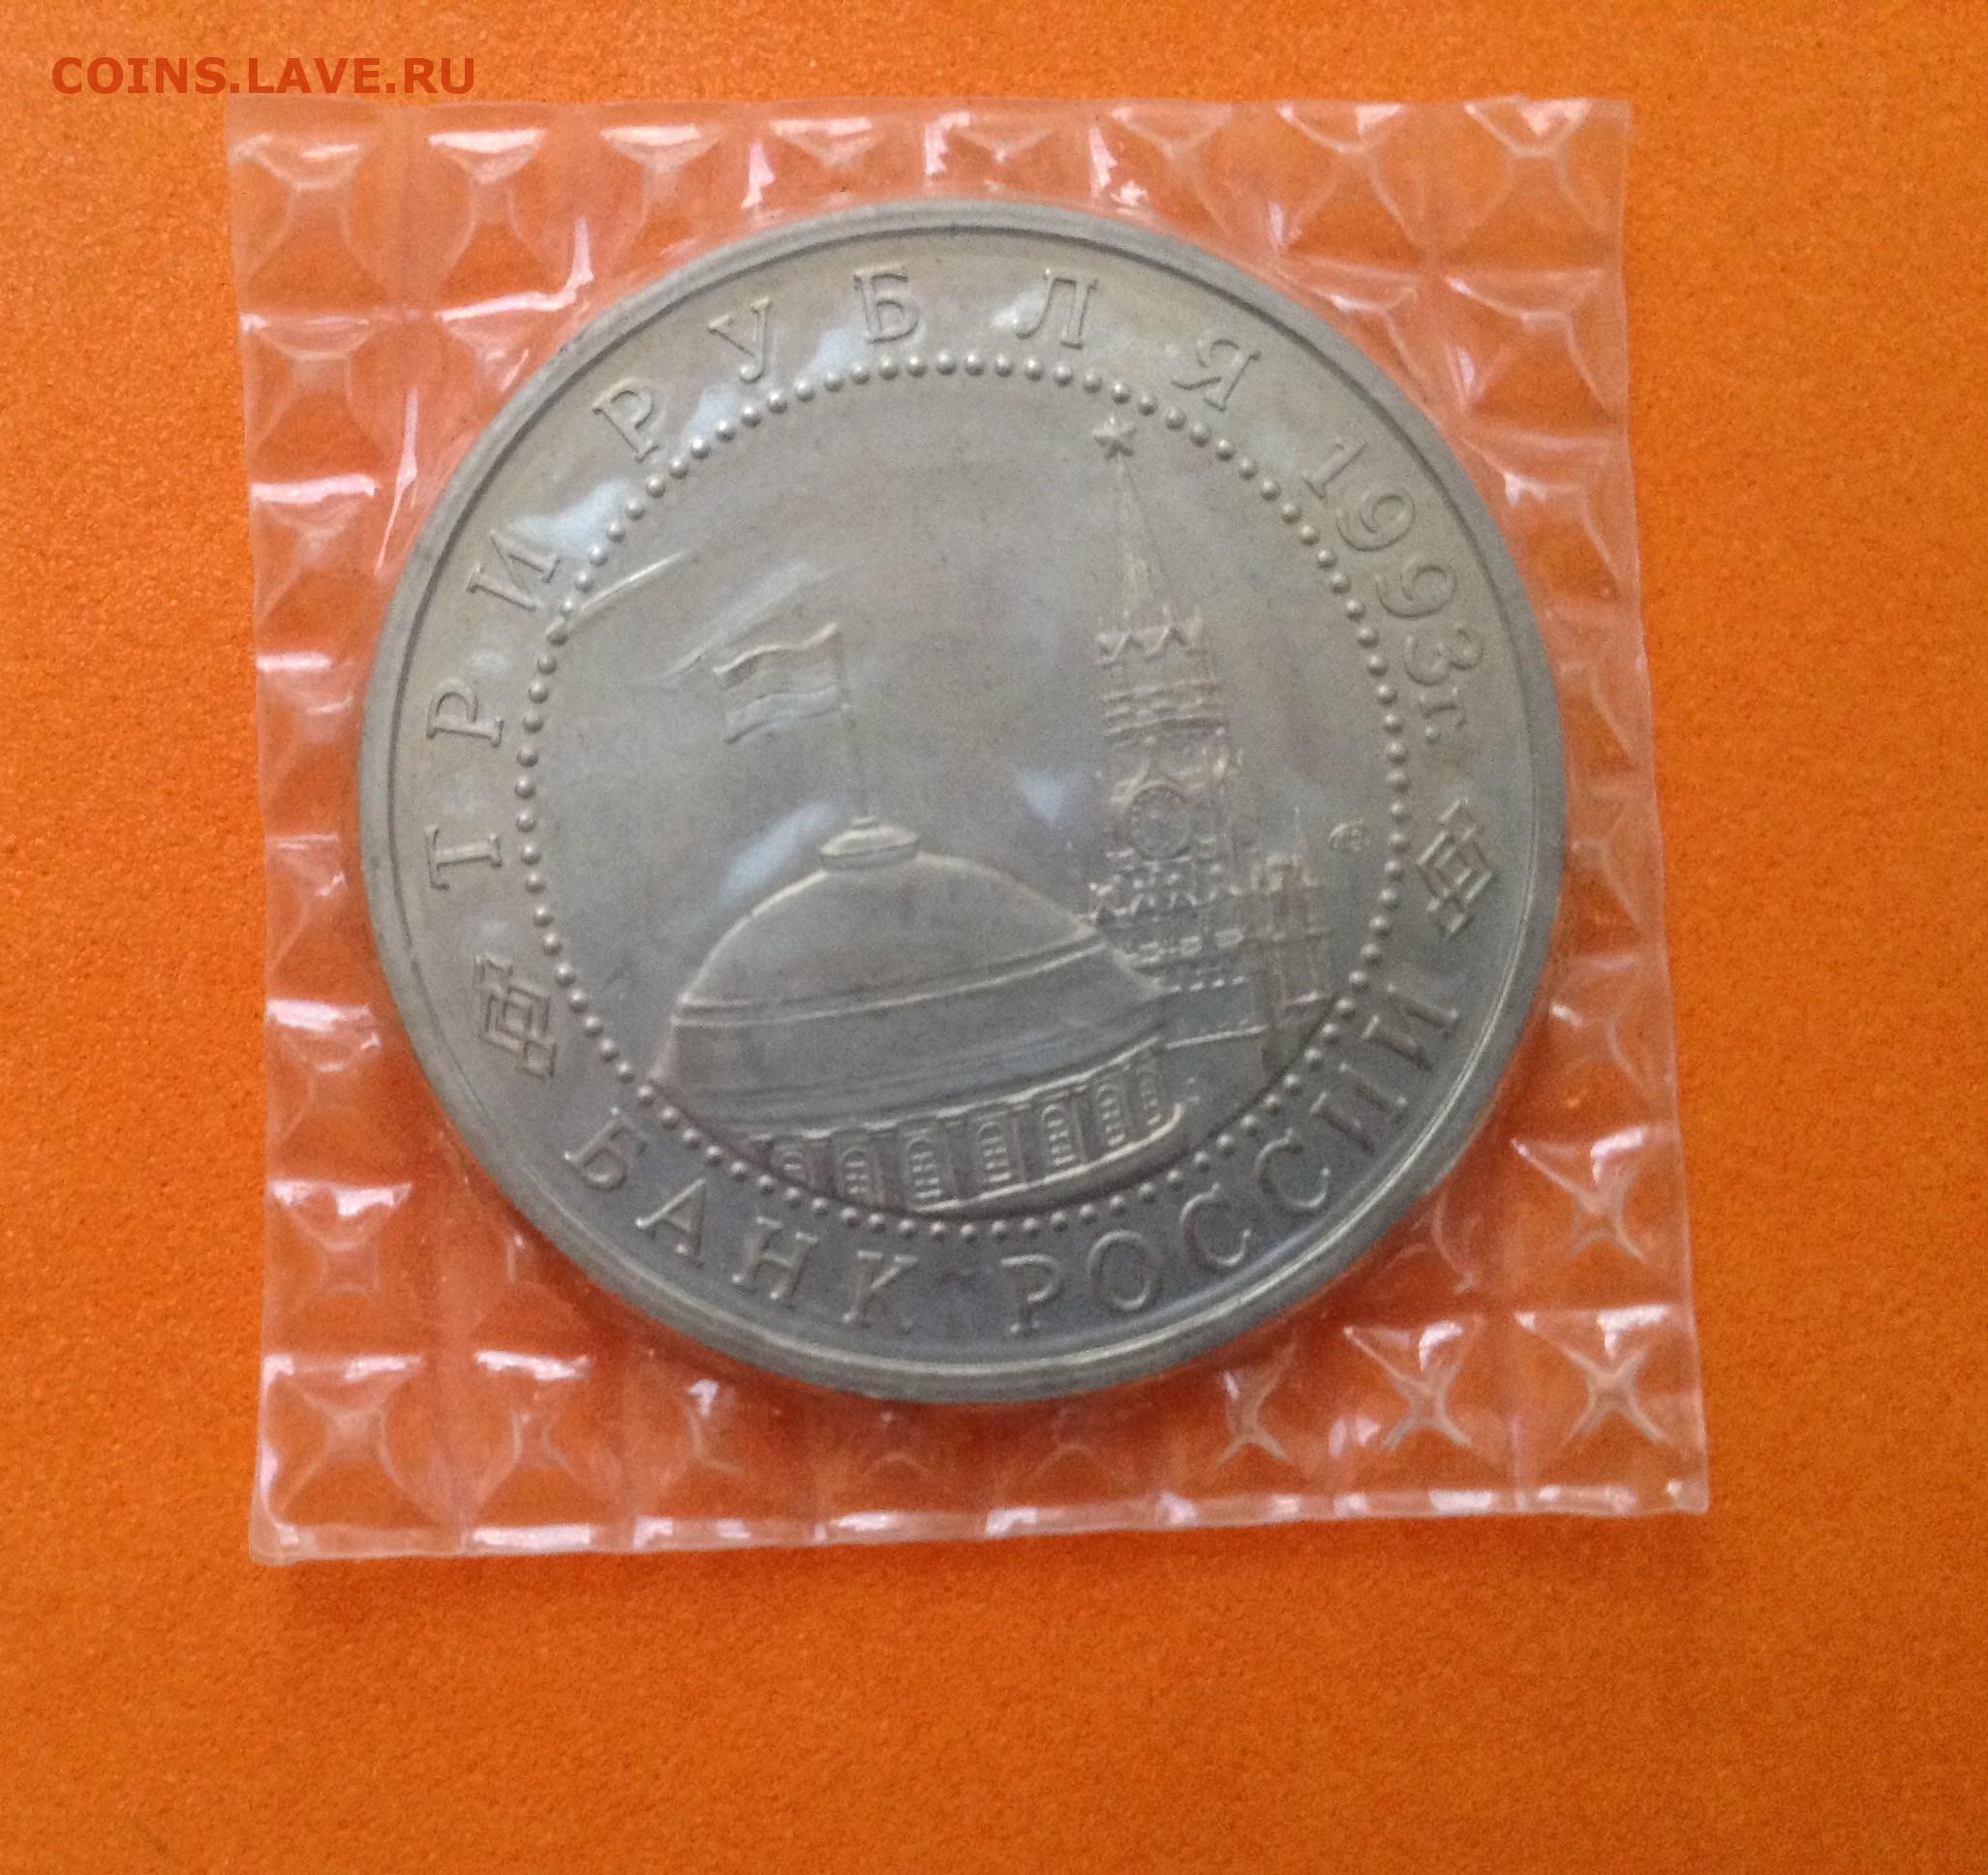 COINS.LAVE.RU
ТРИ РУБЛЯ 1993г.
БАНК РОССИИ